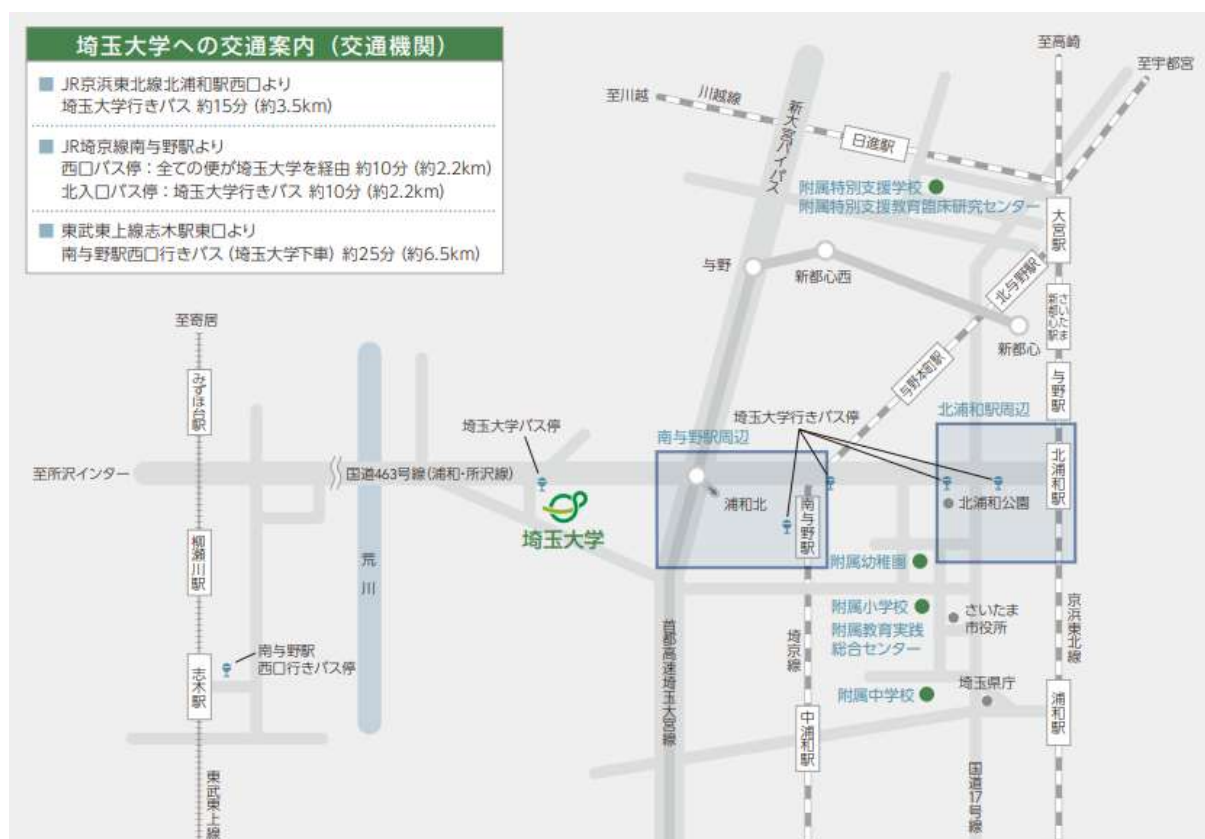 埼玉大学への交通案内（交通機関）
JR京浜東北線北浦和駅西口より
埼玉大学行きバス 約15分（約3.5km）
JR埼京線南与野駅より
西口バス停：全ての便が埼玉大学を経由 約10分（約2.2km）
北入口バス停：埼玉大学行きバス 約10分（約2.2km）
東武東上線志木駅東口より
南与野駅西口行きバス（埼玉大学下車）約25分（約6.5km）
至高崎
至宇都宮
至川越
川越線
新大宮バイパス
日進駅
附属特別支援学校
附属特別支援教育臨床研究センター
大宮駅
与野
新都心西
北与野駅
さいたま
新都心駅
新都心
至寄居
みずほ台駅
与野本町駅
与野駅
埼玉大学行きバス停
北浦和駅周辺
埼玉大学バス停
南与野駅周辺
至所沢インター
国道463号線（浦和・所沢線）
浦和北
南与野駅
北浦和公園
北浦和駅
埼玉大学
柳瀬川駅
荒川
附属幼稚園
附属小学校
附属教育実践
総合センター
さいたま
市役所
京浜東北線
首都高速埼玉大宮線
埼京線
南与野駅
西口行きバス停
志木駅
附属中学校
埼玉県庁
浦和駅
中浦和駅
国道17号線
東武東上線